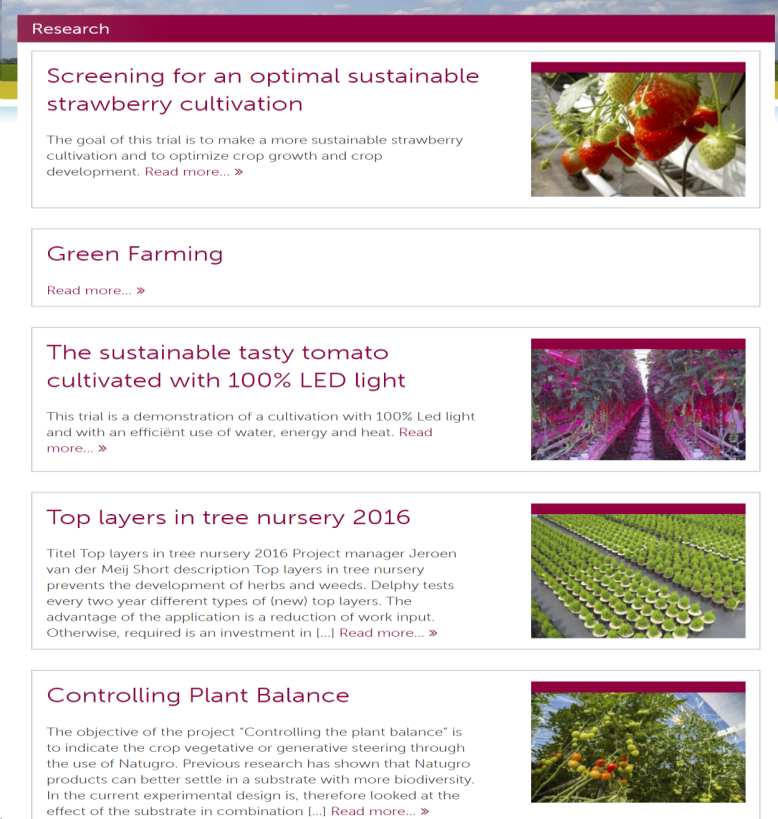 Research
Screening for an optimal sustainable
strawberry cultivation
The goal of this trial is to make a more sustainable strawberry
cultivation and to optimize crop growth and crop
development. Read more... »
Green Farming
Read more... »
The sustainable tasty tomato
cultivated with 100% LED light
This trial is a demonstration of a cultivation with 100% Led light
and with an efficiënt use of water, energy and heat. Read
more... »
Top layers in tree nursery 2016
Titel Top layers in tree nursery 2016 Project manager Jeroen
van der Meij Short description Top layers in tree nursery
prevents the development of herbs and weeds. Delphy tests
every two year different types of (new) top layers. The
advantage of the application is a reduction of work input.
Otherwise, required is an investment in [...] Read more... »
Controlling Plant Balance
The objective of the project “Controlling the plant balance” is
to indicate the crop vegetative or generative steering through
the use of Natugro. Previous research has shown that Natugro
products can better settle in a substrate with more biodiversity.
In the current experimental design is, therefore looked at the
effect of the substrate in combination [...] Read more... »